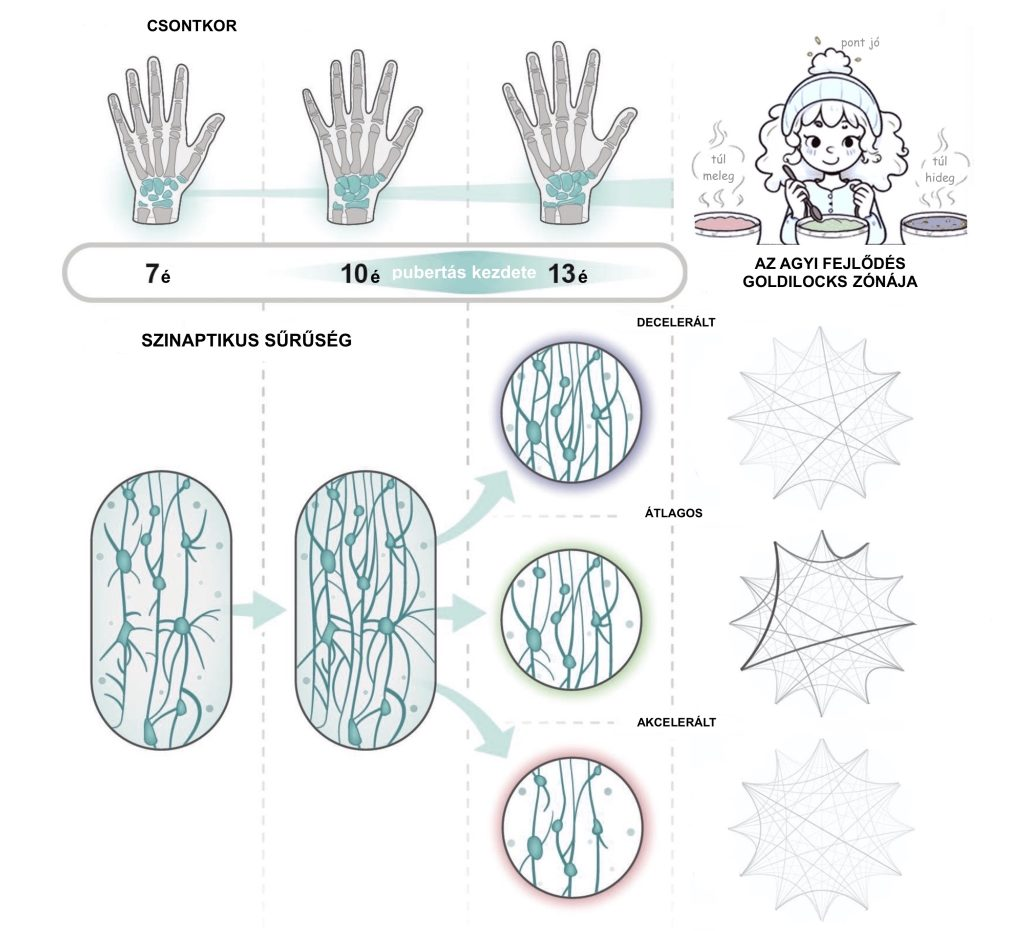 CSONTKOR
pont jó
túl
meleg
túl
hideg
7é
10é
pubertás kezdete
13é
AZ AGYI FEJLŐDÉS
GOLDILOCKS ZÓNÁJA
SZINAPTIKUS SŰRŰSÉG
DECELERÁLT
ÁTLAGOS
AKCELERÁLT